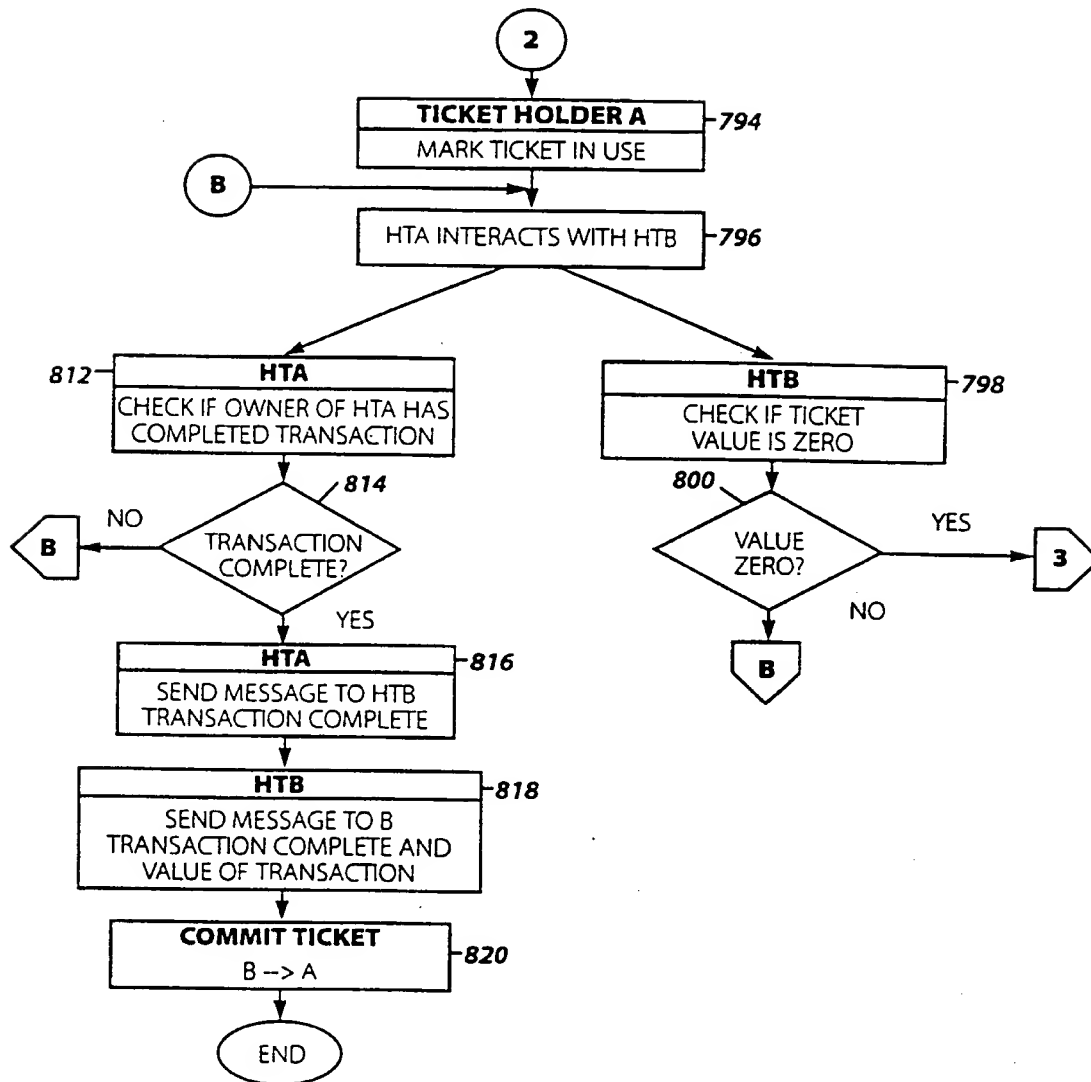 2
TICKET HOLDER A
794
MARK TICKET IN USE
B
HTA INTERACTS WITH HTB
796
812
HTA
CHECK IF OWNER OF HTA HAS
COMPLETED TRANSACTION
HTB
798
CHECK IF TICKET
VALUE IS ZERO
814
TRANSACTION
COMPLETE?
NO
B
YES
800
VALUE
ZERO?
YES
3
NO
B
HTA
816
SEND MESSAGE TO HTB
TRANSACTION COMPLETE
HTB
818
SEND MESSAGE TO B
TRANSACTION COMPLETE AND
VALUE OF TRANSACTION
COMMIT TICKET
820
B --> A
END